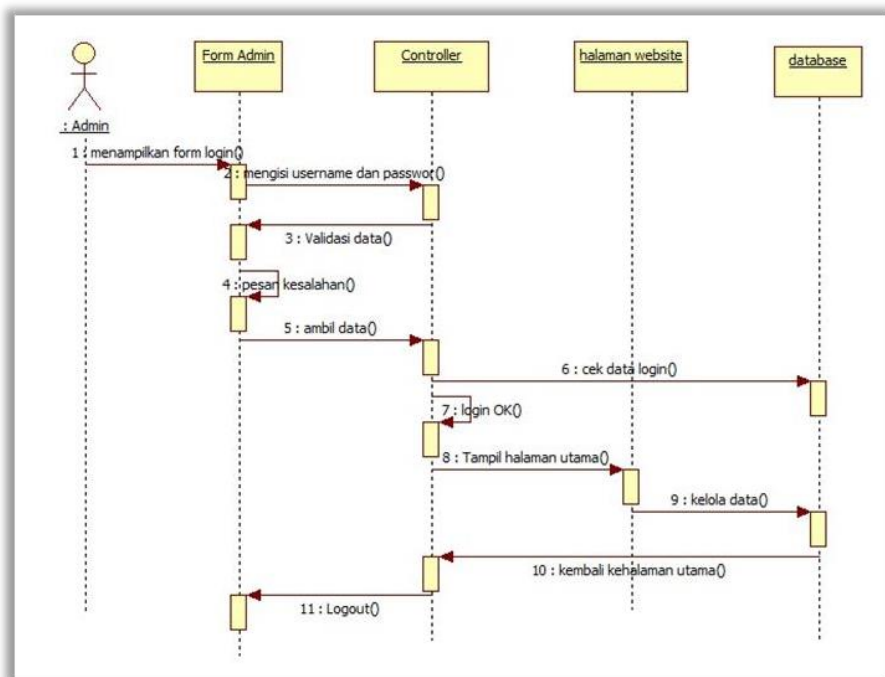 Form Admin
Controller
halaman website
database
: Admin
1 : menampilkan form login()
2 : mengisi username dan passwor()
3 : Validasi data()
4 : pesan kesalahan()
5 : ambil data()
6 : cek data login()
7 : login OK()
8 : Tampil halaman utama()
9 : kelola data()
10 : kembali kehalaman utama()
11 : Logout()